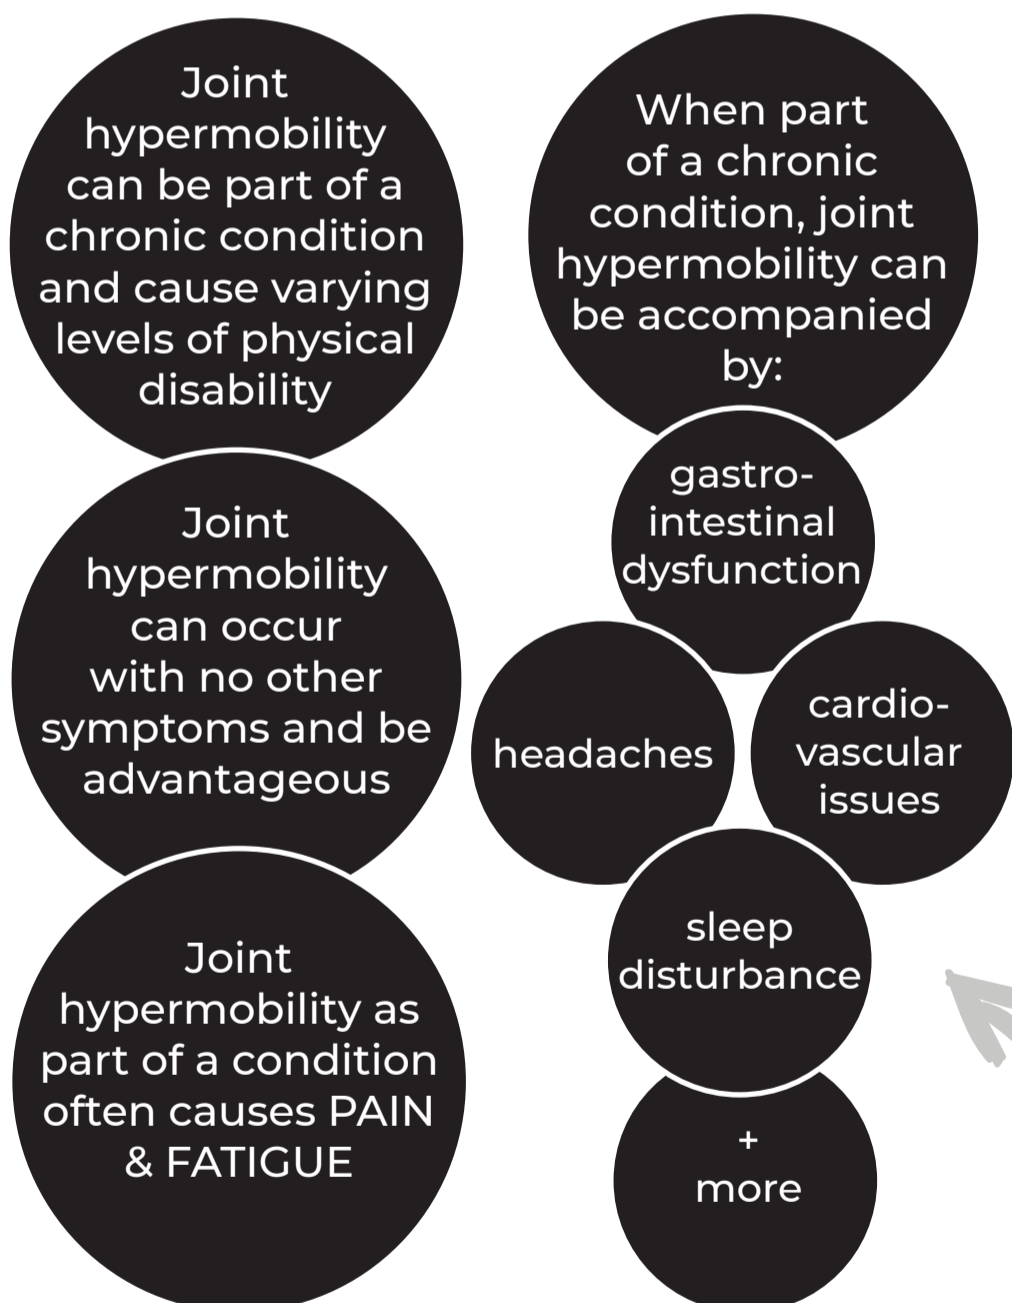 Joint
hypermobility
can be part of a
chronic condition
and cause varying
levels of physical
disability
Joint
hypermobility
can occur
with no other
symptoms and be
advantageous
Joint
hypermobility as
part of a condition
often causes PAIN
& FATIGUE
When part
of a chronic
condition, joint
hypermobility can
be accompanied
by:
gastro-
intestinal
dysfunction
headaches
cardio-
vascular
issues
sleep
disturbance
+
more